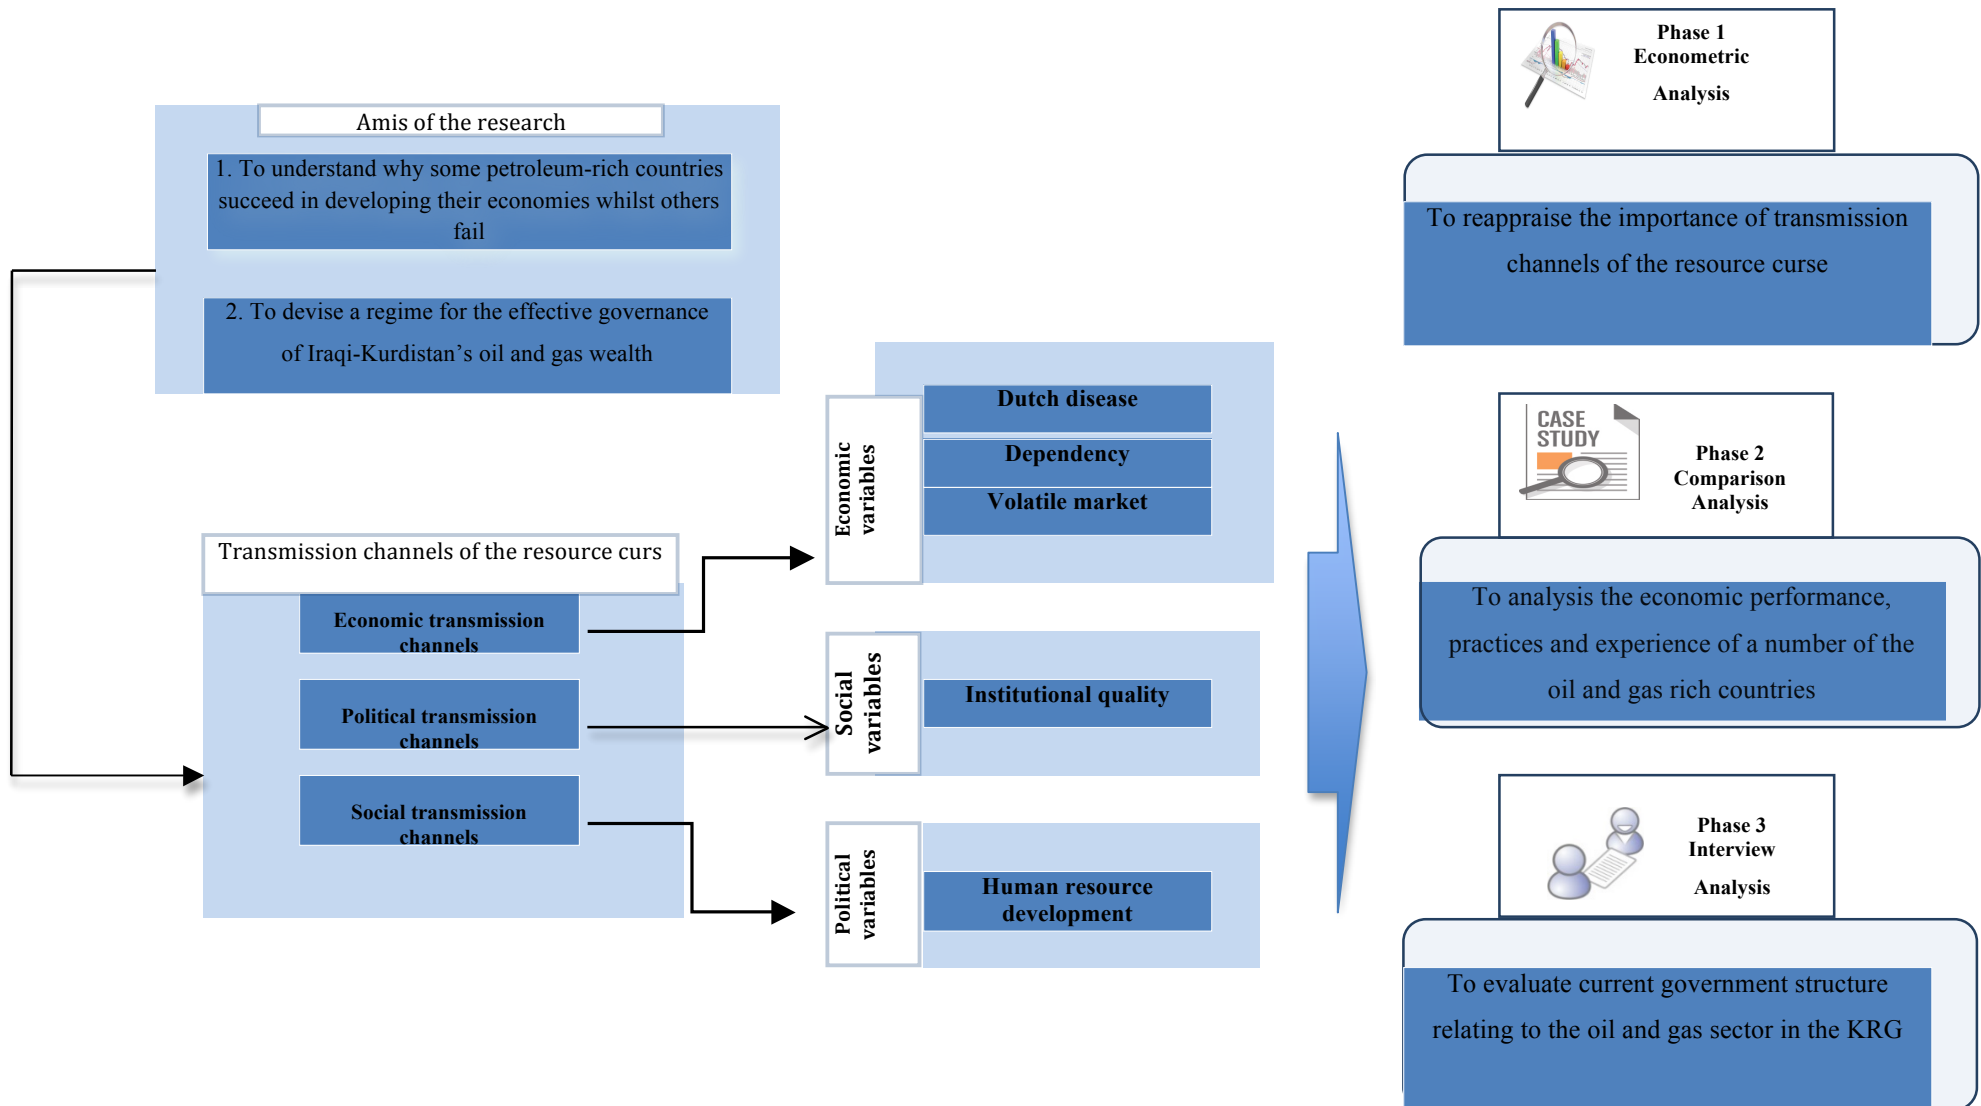 Amis of the research
1. To understand why some petroleum-rich countries
succeed in developing their economies whilst others
fail
2. To devise a regime for the effective governance
of Iraqi-Kurdistan’s oil and gas wealth
Transmission channels of the resource curs
Economic transmission
channels
Political transmission
channels
Social transmission
channels
Economic
variables
Dutch disease
Dependency
Volatile market
Social
variables
Institutional quality
Political
variables
Human resource
development
Phase 1
Econometric
Analysis
To reappraise the importance of transmission
channels of the resource curse
CASE
STUDY
Phase 2
Comparison
Analysis
To analysis the economic performance,
practices and experience of a number of the
oil and gas rich countries
Phase 3
Interview
Analysis
To evaluate current government structure
relating to the oil and gas sector in the KRG